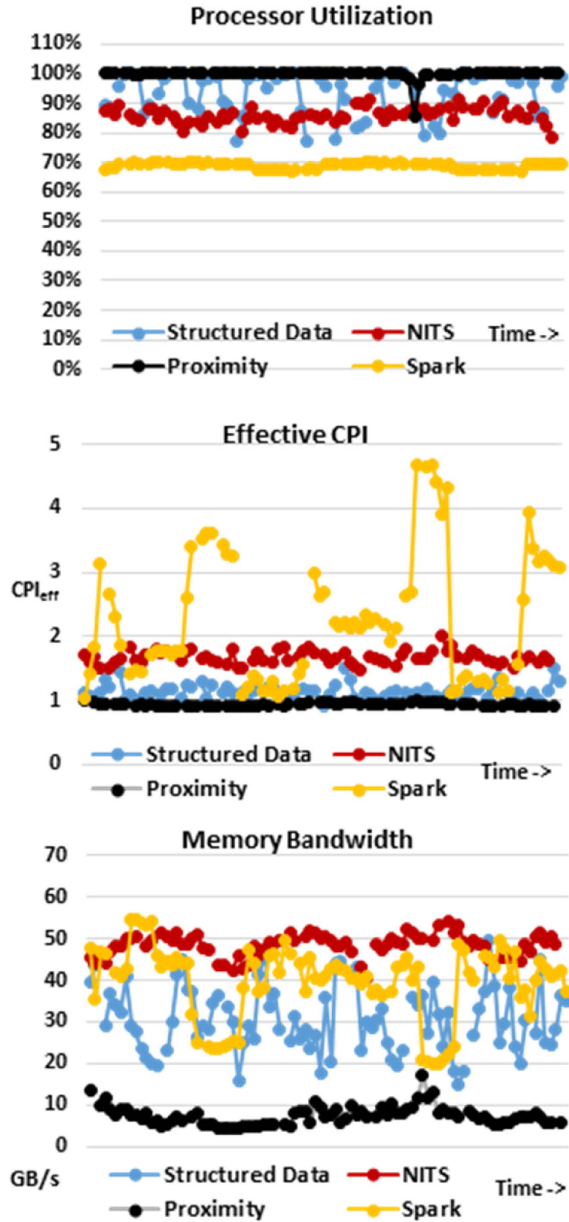 Processor Utilization
110%
100%
90%
80%
70%
60%
50%
40%
30%
20%
10%
0%
Structured Data NITS Time ->
Proximity Spark
Effective CPI
5
4
3
CPIeff
2
1
0
Structured Data NITS
Proximity Spark Time ->
Memory Bandwidth
70
60
50
40
30
20
10
0
GB/s Structured Data NITS
Proximity Spark Time ->